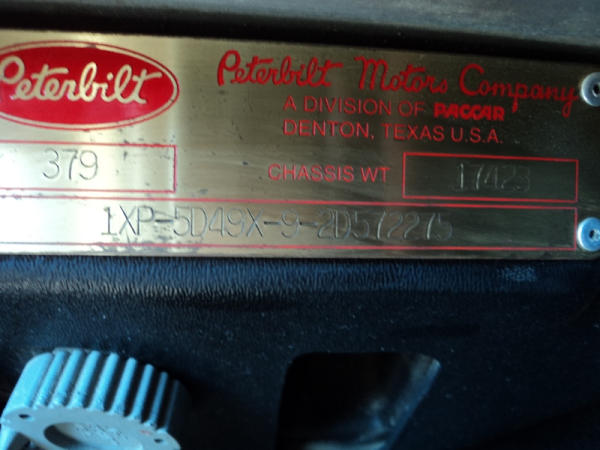 Peterbilt
Peterbilt Motors Company
A DIVISION OF PACCAR
DENTON, TEXAS U.S.A.
379
CHASSIS WT 17423
1XP-5D49X-9-2D572275